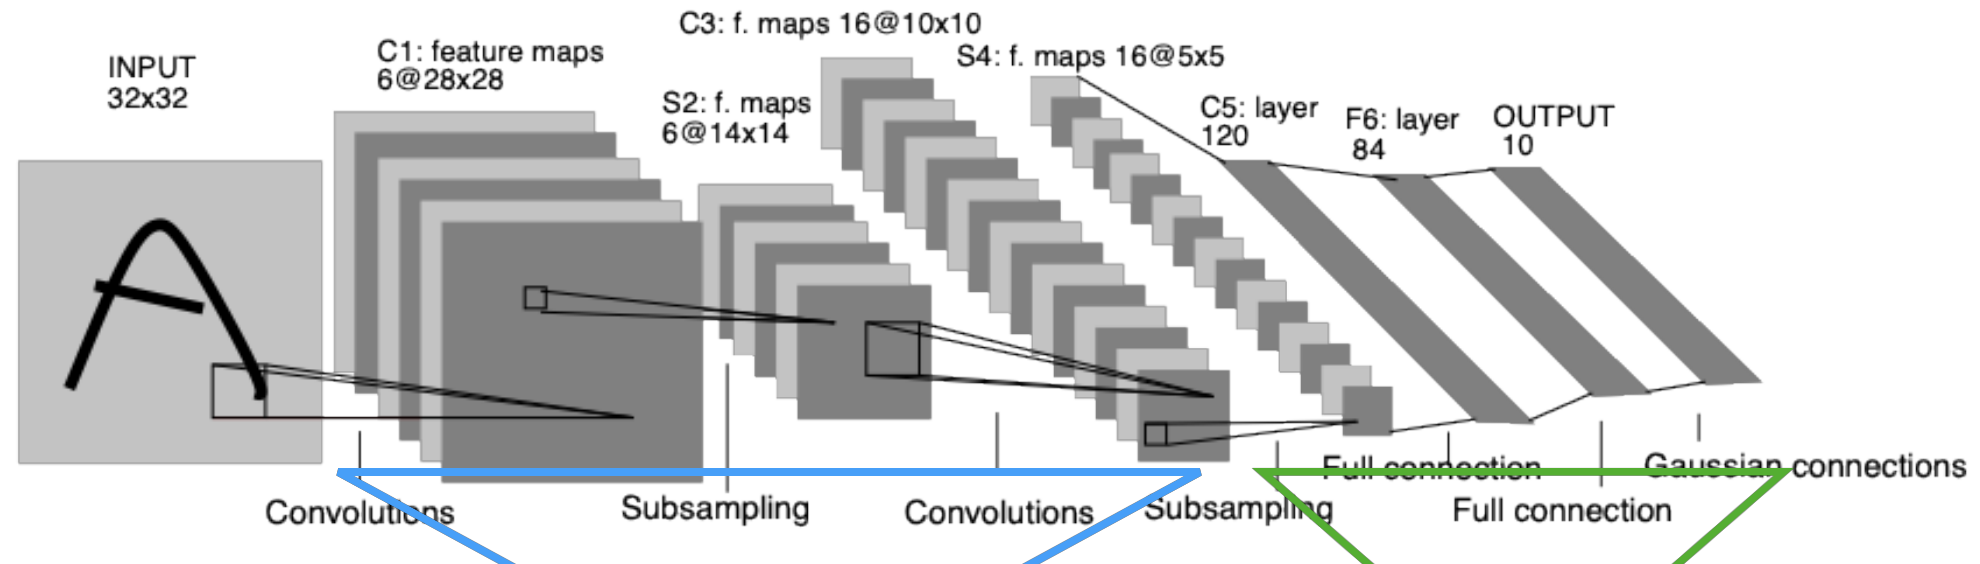 INPUT
32x32
C1: feature maps
6@28x28
S2: f. maps
6@14x14
C3: f. maps 16@10x10
S4: f. maps 16@5x5
C5: layer
120
F6: layer
84
OUTPUT
10
Convolutions
Subsampling
Convolutions
Subsampling
Full connection
Full connection
Gaussian connections